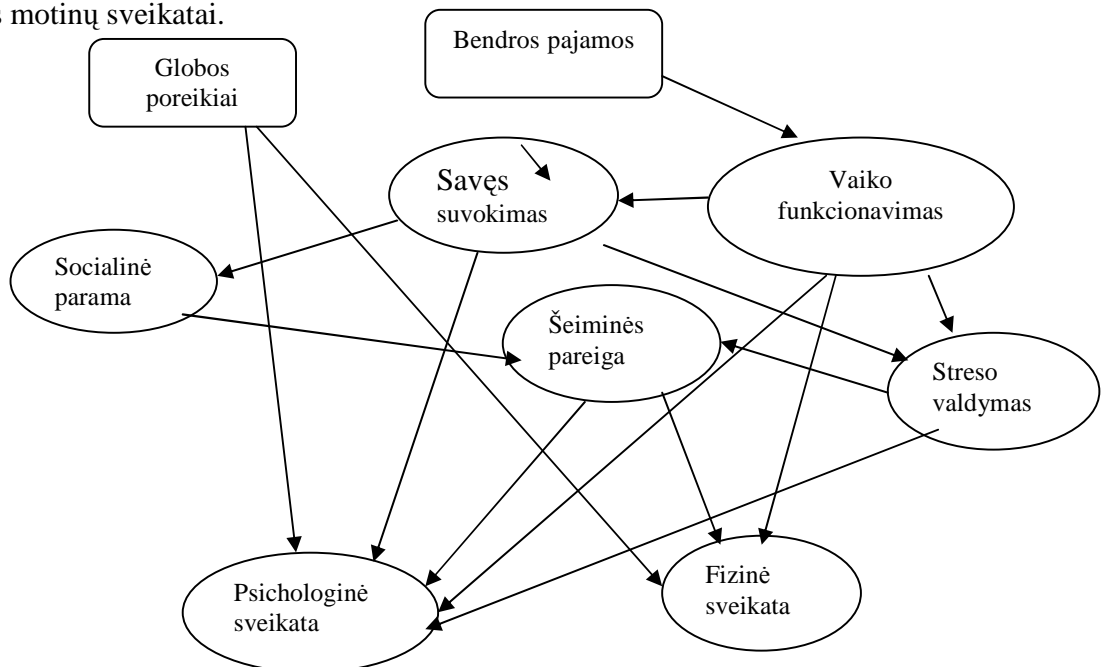 s motinų sveikatai.
Bendros pajamos
Globos
poreikiai
Savęs
suvokimas
Vaiko
funkcionavimas
Socialinė
parama
Šeiminės
pareiga
Streso
valdymas
Psichologinė
sveikata
Fizinė
sveikata